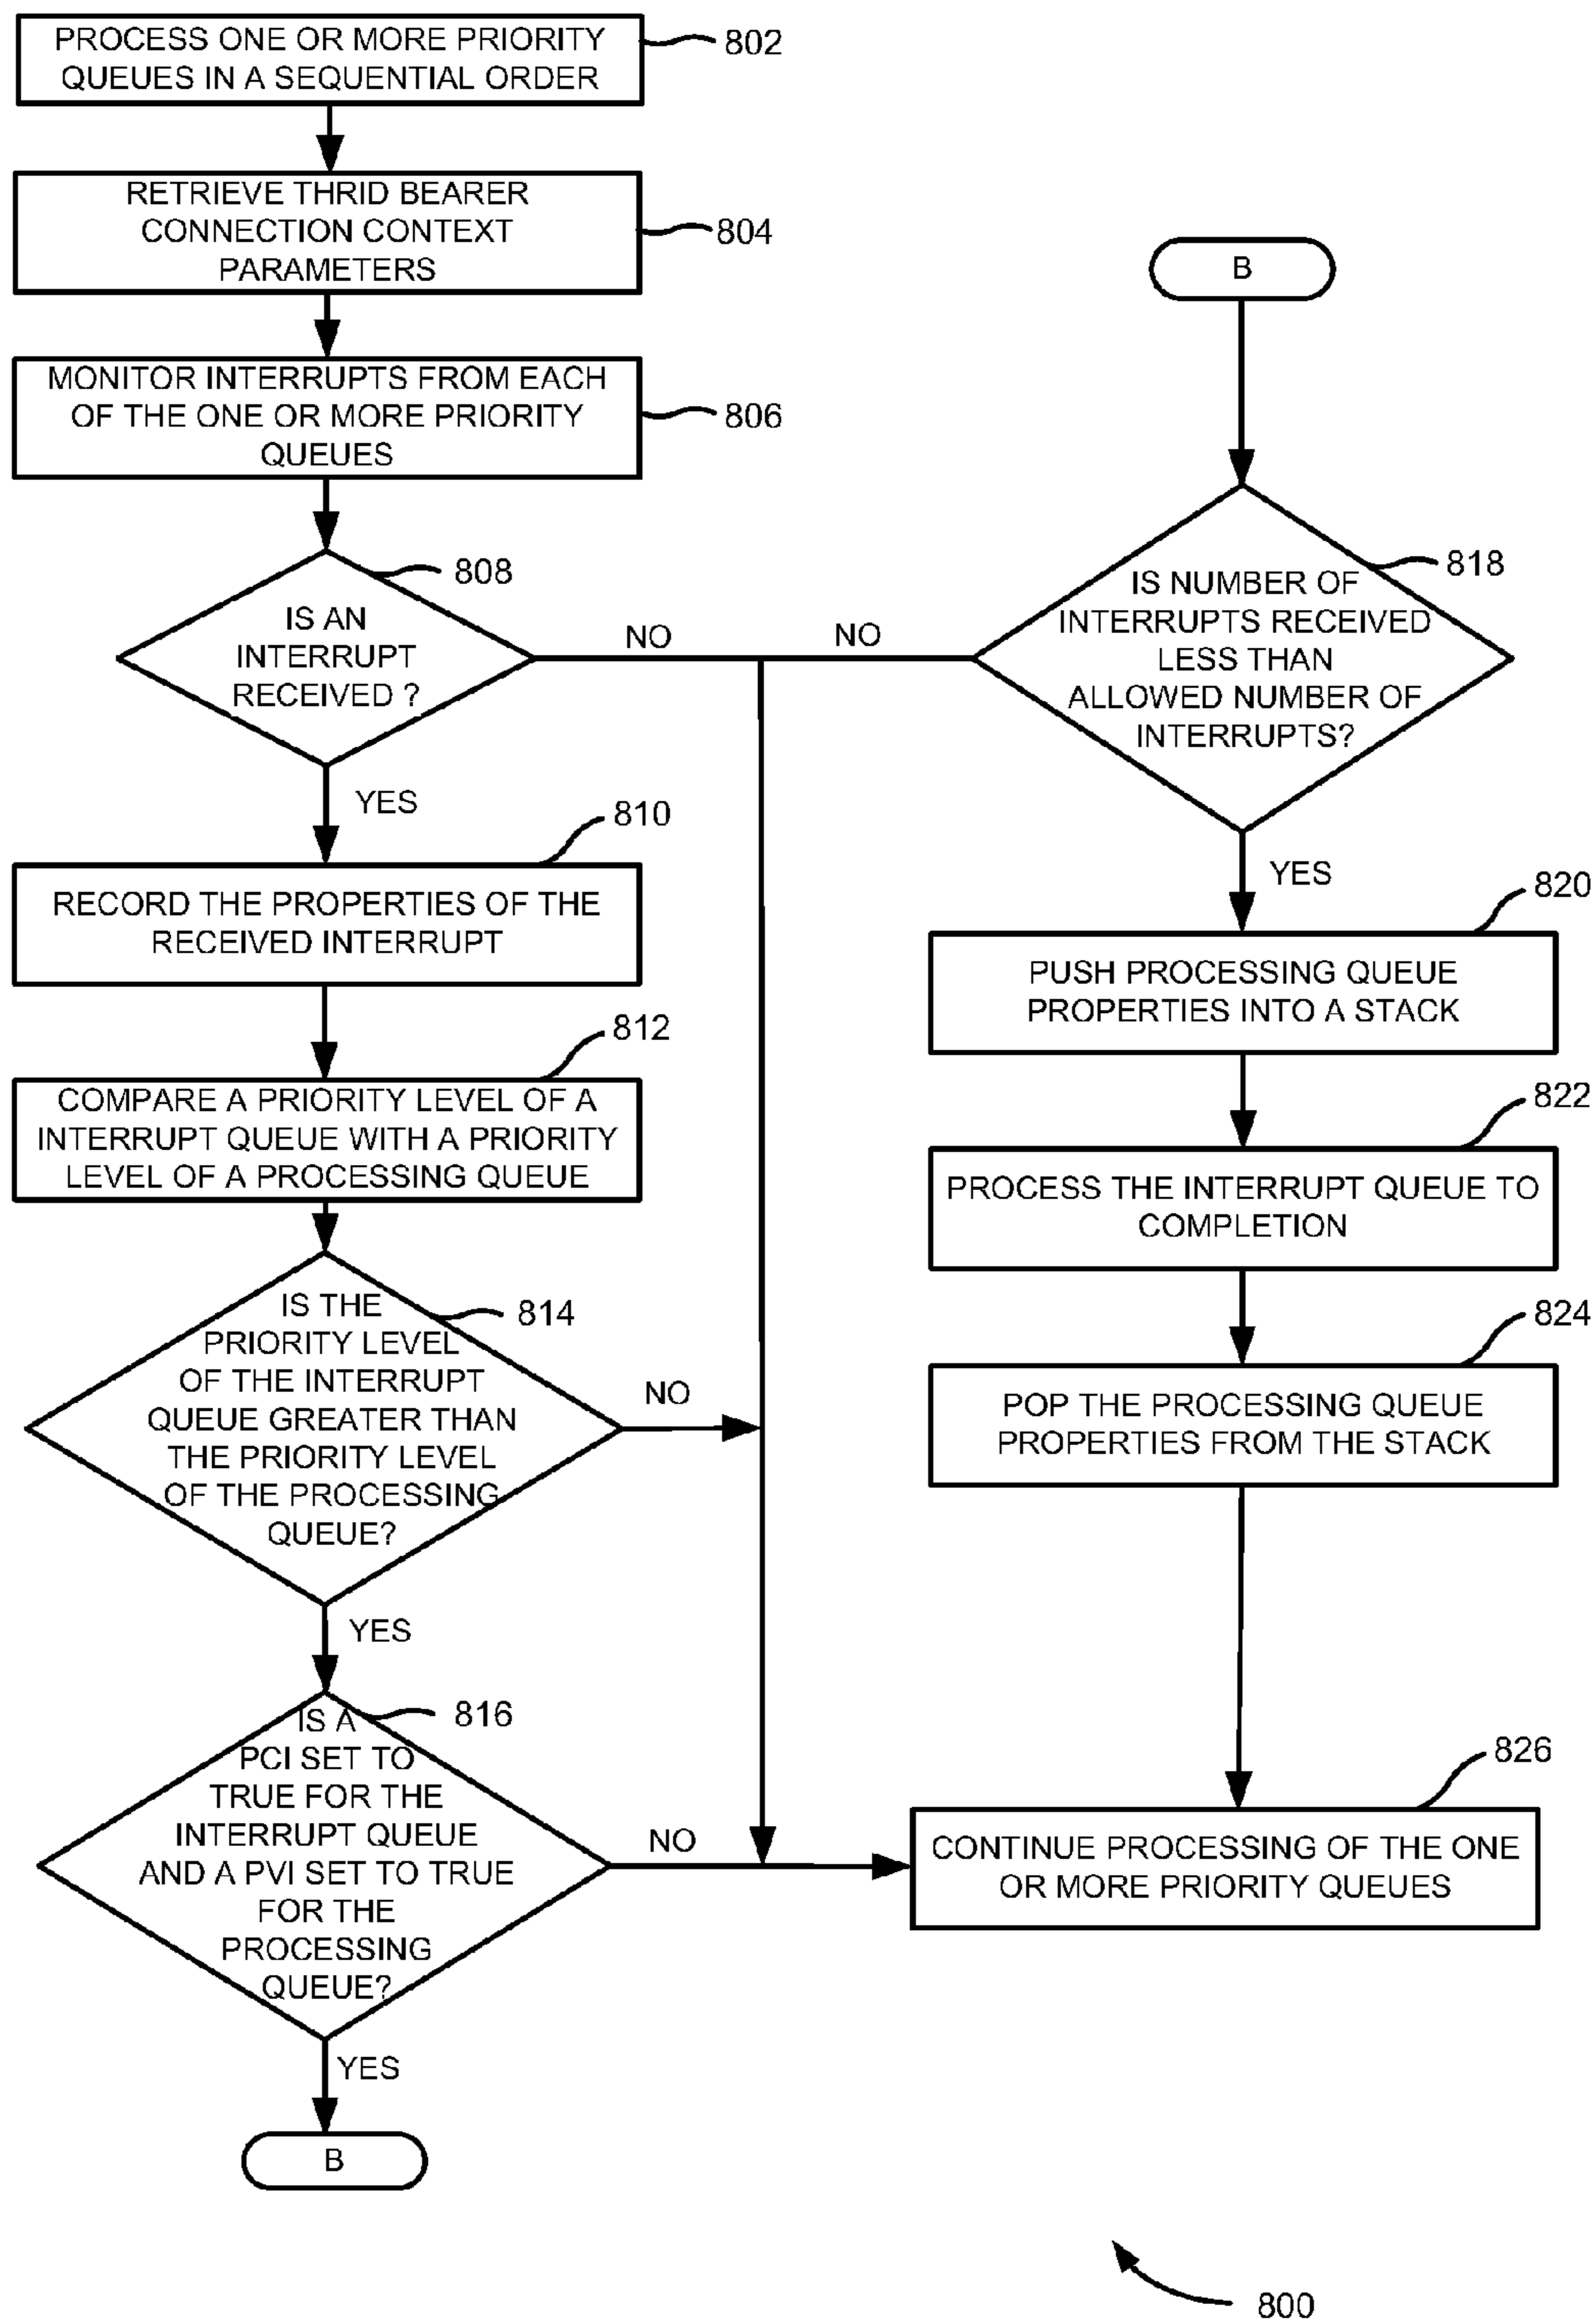 PROCESS ONE OR MORE PRIORITY
QUEUES IN A SEQUENTIAL ORDER
802
RETRIEVE THRID BEARER
CONNECTION CONTEXT
PARAMETERS
804
MONITOR INTERRUPTS FROM EACH
OF THE ONE OR MORE PRIORITY
QUEUES
806
808
IS AN
INTERRUPT
RECEIVED ?
NO
YES
810
RECORD THE PROPERTIES OF THE
RECEIVED INTERRUPT
812
COMPARE A PRIORITY LEVEL OF A
INTERRUPT QUEUE WITH A PRIORITY
LEVEL OF A PROCESSING QUEUE
814
IS THE
PRIORITY LEVEL
OF THE INTERRUPT
QUEUE GREATER THAN
THE PRIORITY LEVEL
OF THE PROCESSING
QUEUE?
NO
YES
816
IS A
PCI SET TO
TRUE FOR THE
INTERRUPT QUEUE
AND A PVI SET TO TRUE
FOR THE
PROCESSING
QUEUE?
NO
YES
B
B
818
IS NUMBER OF
INTERRUPTS RECEIVED
LESS THAN
ALLOWED NUMBER OF
INTERRUPTS?
NO
YES
820
PUSH PROCESSING QUEUE
PROPERTIES INTO A STACK
822
PROCESS THE INTERRUPT QUEUE TO
COMPLETION
824
POP THE PROCESSING QUEUE
PROPERTIES FROM THE STACK
826
CONTINUE PROCESSING OF THE ONE
OR MORE PRIORITY QUEUES
800